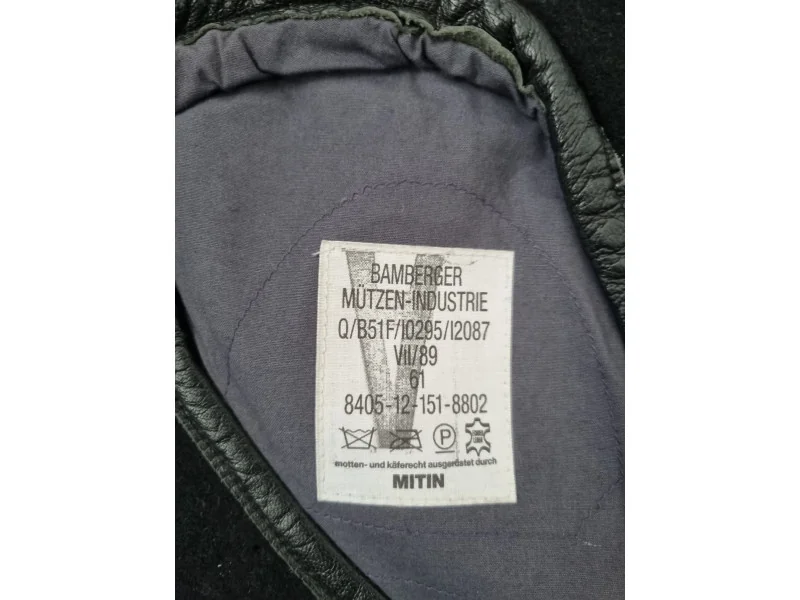 BAMBERGER
MÜTZEN-INDUSTRIE
Q/B51F/I0295/I2087
VII/89
61
8405-12-151-8802
P
motten- und käferecht ausgerüstet durch
MITIN